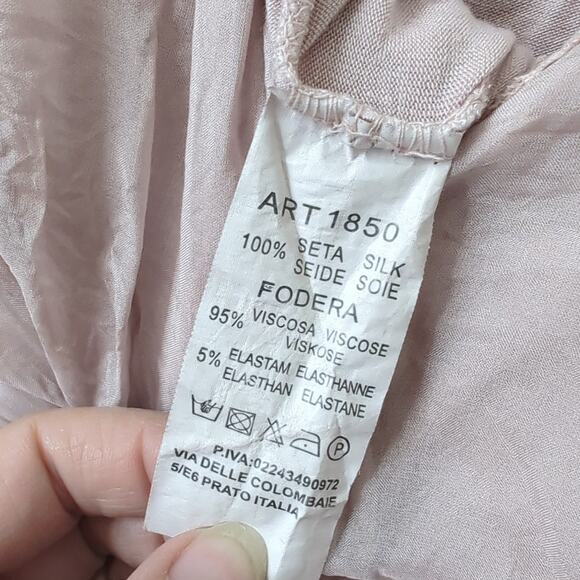 ART 1850
100% SETA SILK
SEIDE SOIE
FODERA
95% VISCOSA VISCOSE
VISKOSE
5% ELASTAM ELASTHANNE
ELASTHAN ELASTANE
P
P.IVA:02243490972
VIA DELLE COLOMBAIE
5/E6 PRATO ITALIA